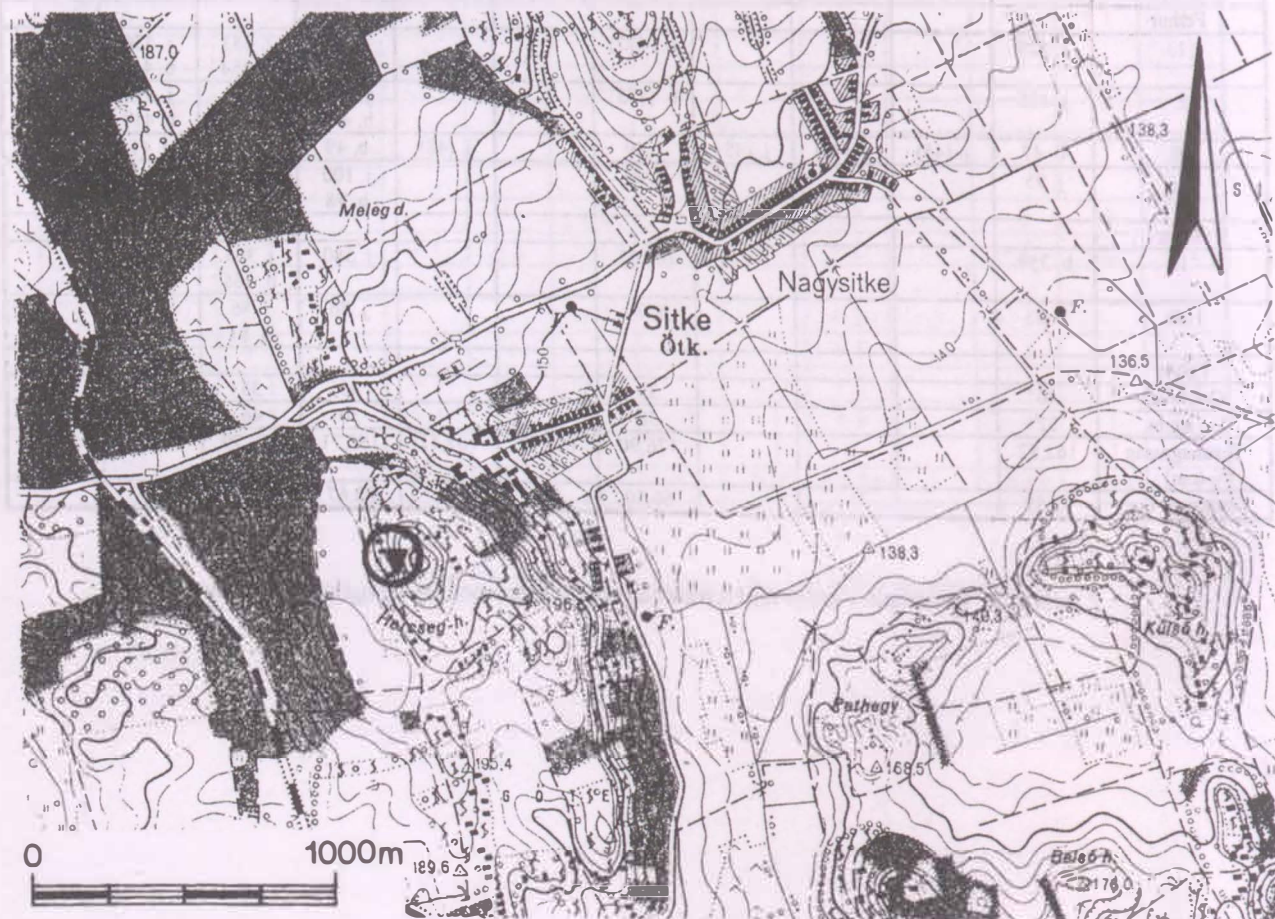 187,0
138,3
Meleg d.
S
Nagysitke
Sitke
Ötk.
F.
150
140
136,5
138,3
196,
F.
Herczeg-h.
140,3
Külső h.
Pethegy
195,4
168,5
G O E
0 1000m
189,6
Belső h.
176,0